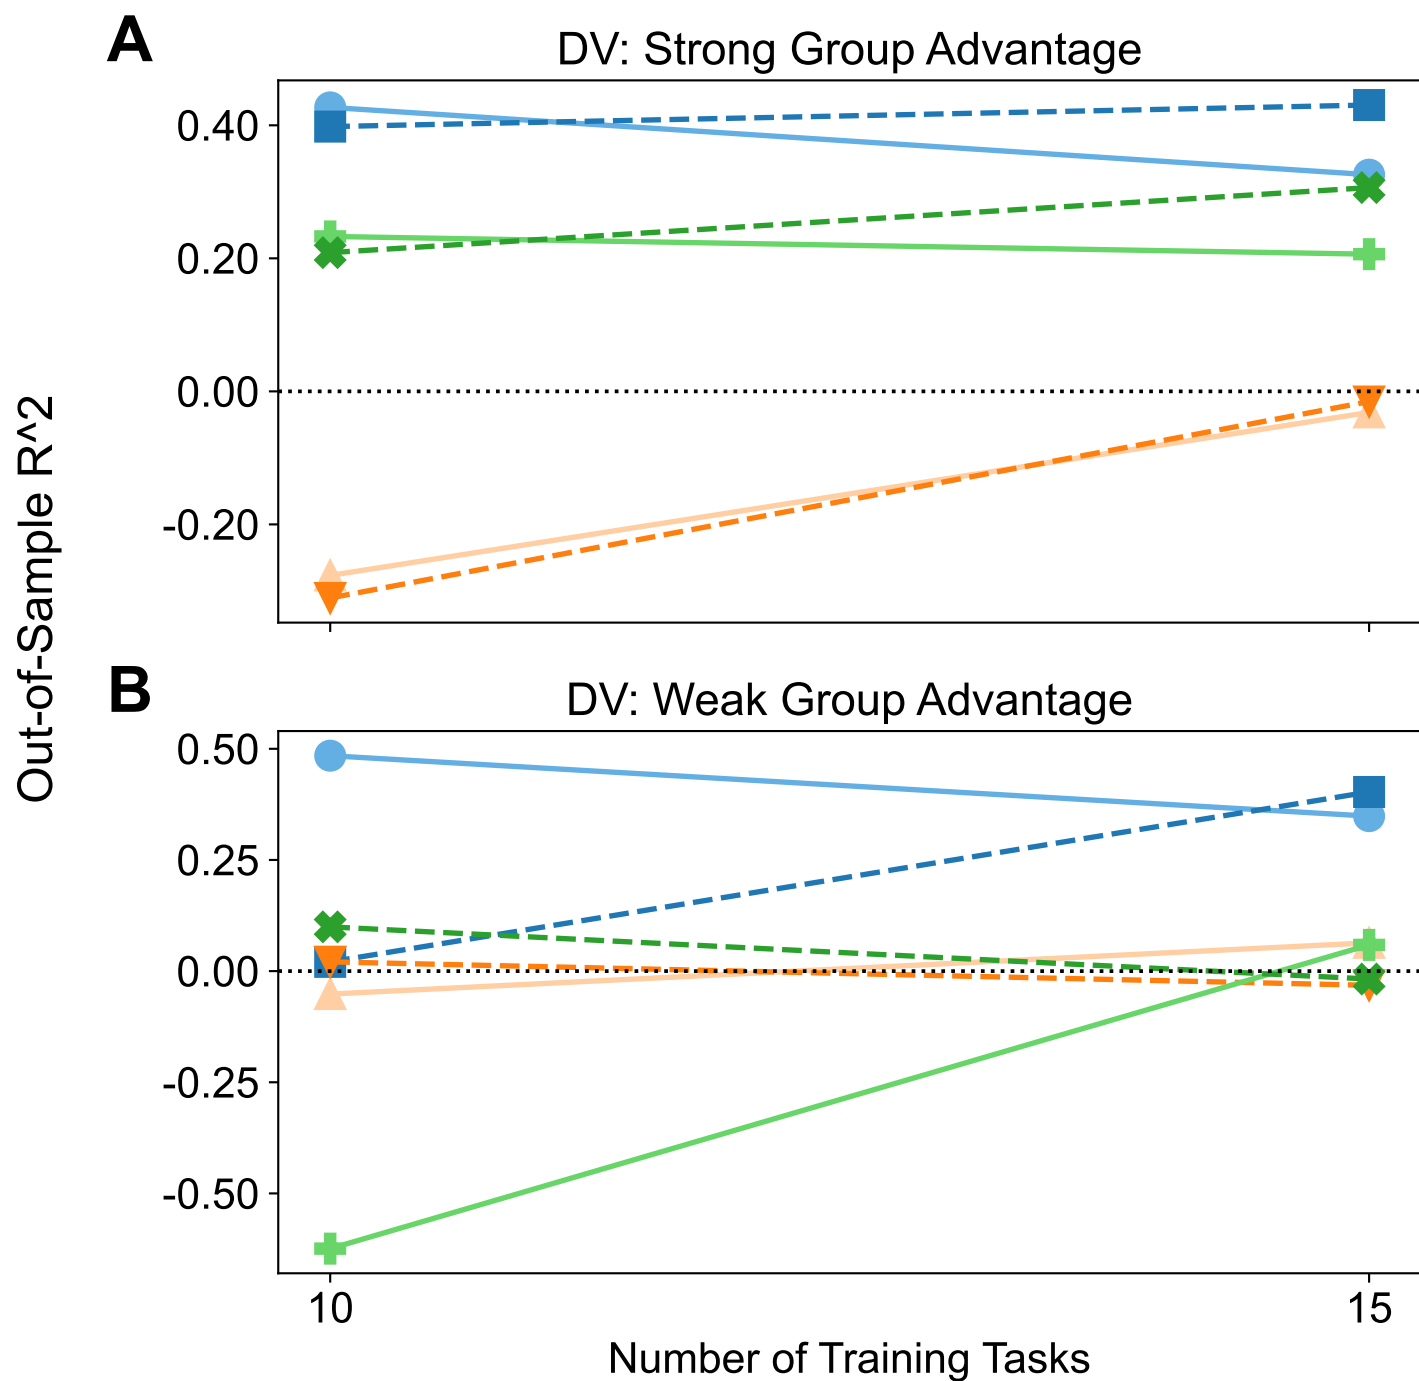 A
DV: Strong Group Advantage
0.40
0.20
0.00
-0.20
Out-of-Sample R^2
B
DV: Weak Group Advantage
0.50
0.25
0.00
-0.25
-0.50
10
15
Number of Training Tasks